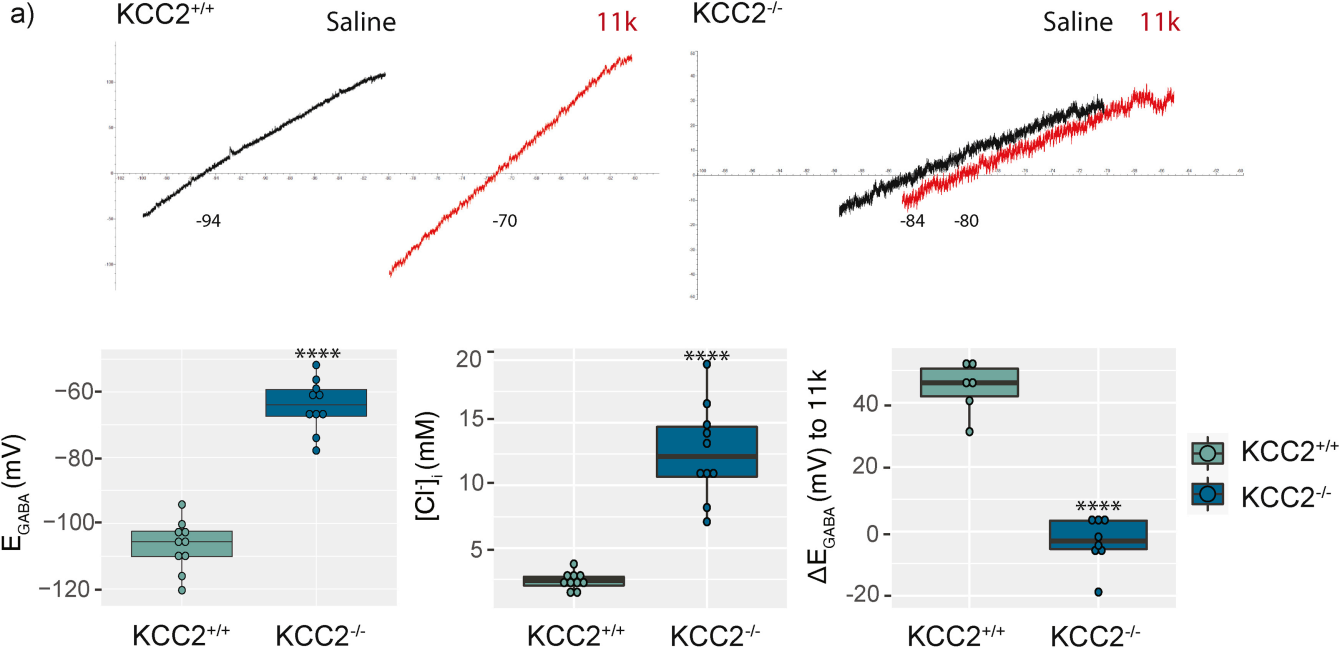 a)
KCC2+/+
Saline
11k
-94
-70
KCC2-/-
Saline
11k
-84
-80
EGABA (mV)
−60
−80
−100
−120
****
KCC2+/+
KCC2-/-
[Cl-]i (mM)
20
15
10
5
****
KCC2+/+
KCC2-/-
ΔEGABA (mV) to 11k
40
20
0
-20
****
KCC2+/+
KCC2-/-
KCC2+/+
KCC2-/-